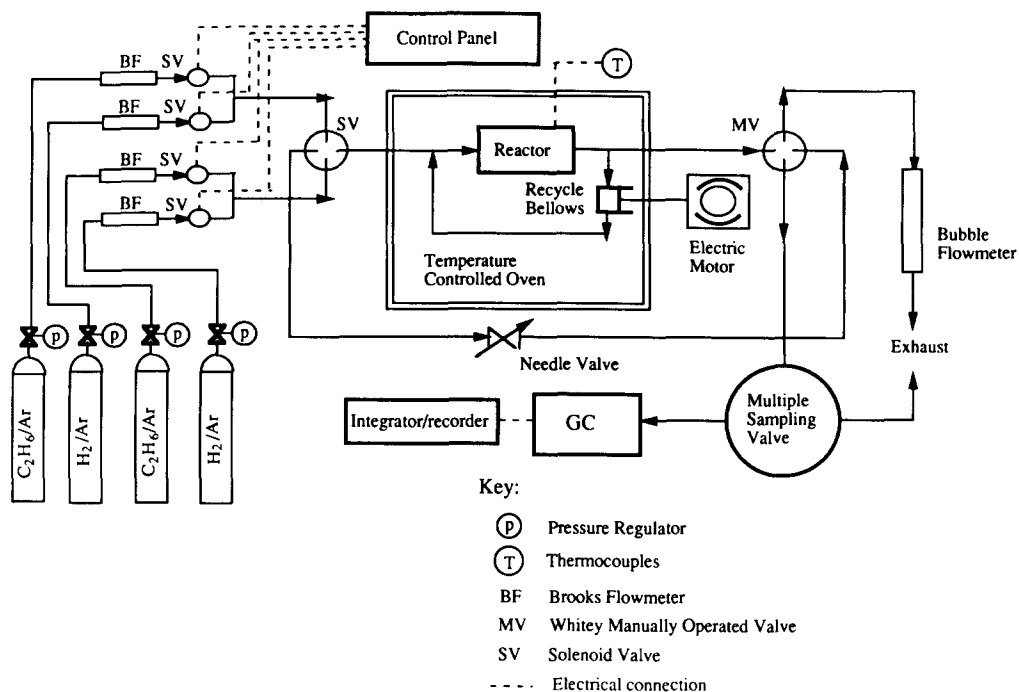 Control Panel
BF SV
BF SV
BF SV
BF SV
SV
T
MV
Reactor
Recycle
Bellows
Electric
Motor
Temperature
Controlled Oven
Bubble
Flowmeter
Needle Valve
Exhaust
P
P
P
P
C2H6/Ar
H2/Ar
C2H6/Ar
H2/Ar
Integrator/recorder
GC
Multiple
Sampling
Valve
Key:
P Pressure Regulator
T Thermocouples
BF Brooks Flowmeter
MV Whitey Manually Operated Valve
SV Solenoid Valve
---- Electrical connection